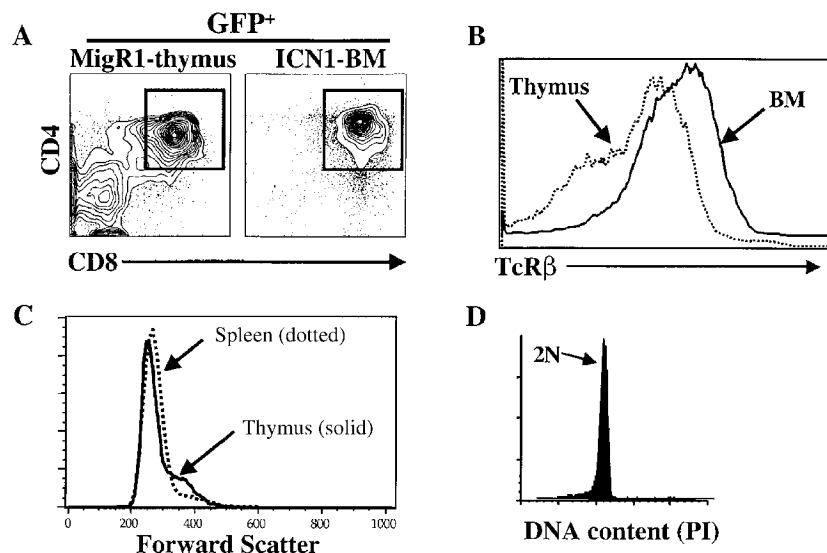 A
GFP⁺
MigR1-thymus
ICN1-BM
CD4
CD8
B
Thymus
BM
TcRβ
C
Spleen (dotted)
Thymus (solid)
0 200 400 600 800 1000
Forward Scatter
D
2N
DNA content (PI)